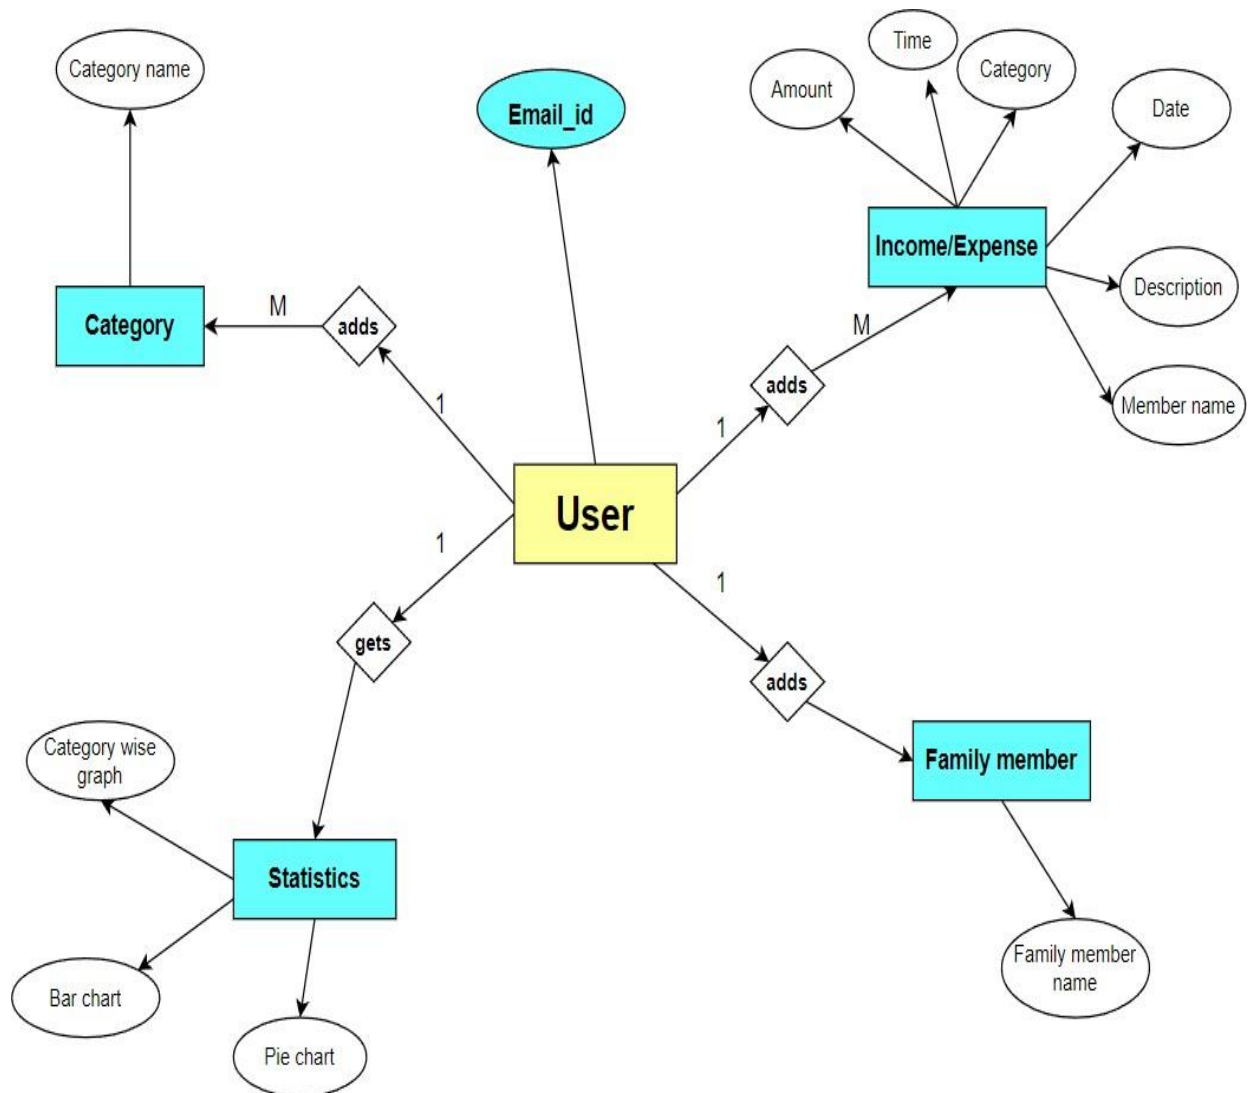 Time
Category name
Category
Amount
Date
Email_id
Income/Expense
Description
M
Category
adds
M
adds
1
Member name
1
User
1
1
gets
adds
Category wise
graph
Family member
Statistics
Family member
name
Bar chart
Pie chart